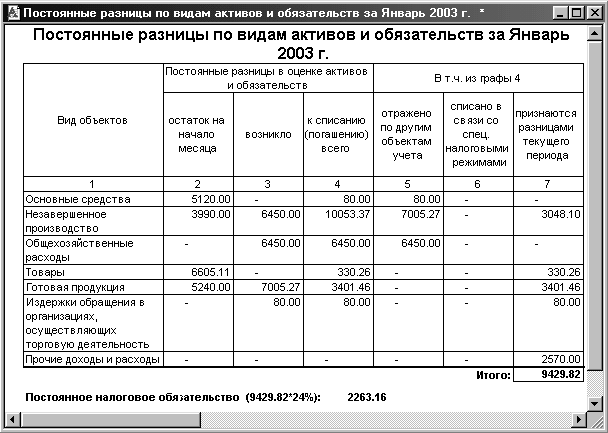 Постоянные разницы по видам активов и обязательств за Январь 2003 г. *
Постоянные разницы по видам активов и обязательств за Январь
2003 г.
Вид объектов
Постоянные разницы в оценке активов
и обязательств
В т.ч. из графы 4
остаток на
начало
месяца
возникло
к списанию
(погашению)
всего
отражено
по другим
объектам
учета
списано в
связи со
спец.
налоговыми
режимами
признаются
разницами
текущего
периода
1 2 3 4 5 6 7
Основные средства 5120.00 - 80.00 80.00 - -
Незавершенное 3990.00 6450.00 10053.37 7005.27 - 3048.10
производство
Общехозяйственные - 6450.00 6450.00 6450.00 - -
расходы
Товары 6605.11 - 330.26 - - 330.26
Готовая продукция 5240.00 7005.27 3401.46 - - 3401.46
Издержки обращения в - 80.00 80.00 - - 80.00
организациях,
осуществляющих
торговую деятельность
Прочие доходы и расходы - - - - - 2570.00
Итого: 9429.82
Постоянное налоговое обязательство (9429.82*24%): 2263.16